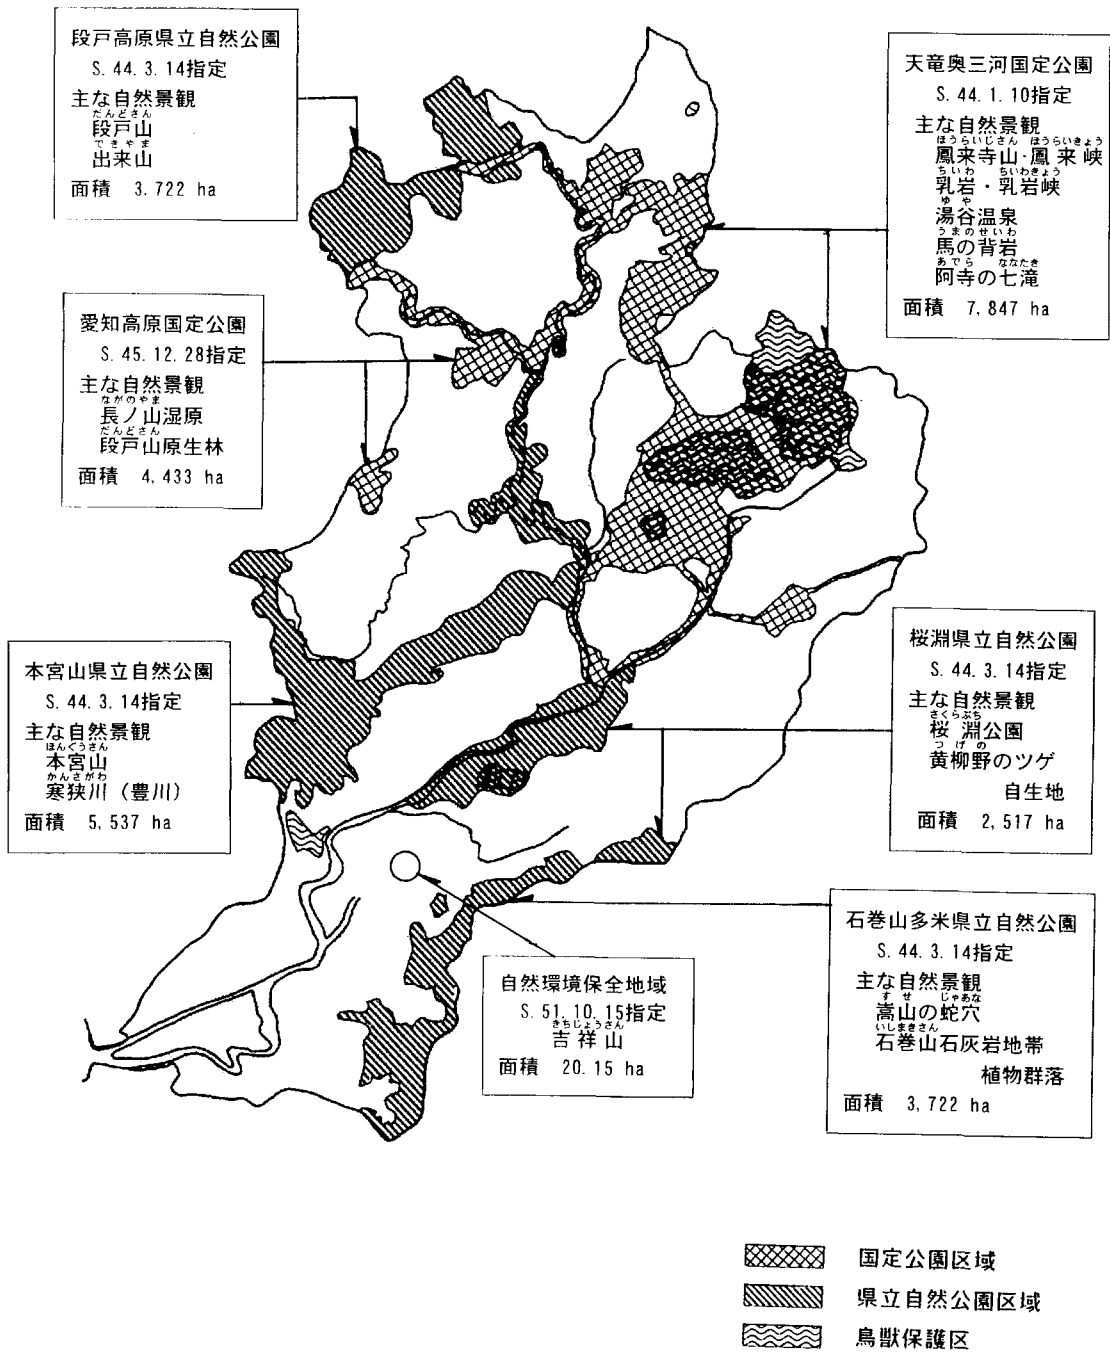 段戸高原県立自然公園
S. 44. 3. 14指定
主な自然景観
だんどさん
段戸山
できやま
出来山
面積 3. 722 ha
天竜奥三河国定公園
S. 44. 1. 10指定
主な自然景観
ほうらいじさん ほうらいきょう
鳳来寺山・鳳来峡
ちいわ ちいわきょう
乳岩・乳岩峡
ゆや
湯谷温泉
うまのせいわ
馬の背岩
あでら ななたき
阿寺の七滝
面積 7, 847 ha
愛知高原国定公園
S. 45. 12. 28指定
主な自然景観
ながのやま
長ノ山湿原
だんどさん
段戸山原生林
面積 4, 433 ha
本宮山県立自然公園
S. 44. 3. 14指定
主な自然景観
ほんぐうさん
本宮山
かんさがわ
寒狭川(豊川)
面積 5, 537 ha
桜淵県立自然公園
S. 44. 3. 14指定
主な自然景観
さくらぶち
桜淵公園
つげの
黄柳野のツゲ
自生地
面積 2, 517 ha
石巻山多米県立自然公園
S. 44. 3. 14指定
主な自然景観
すせ じゃあな
嵩山の蛇穴
いしまきさん
石巻山石灰岩地帯
植物群落
面積 3, 722 ha
自然環境保全地域
S. 51. 10. 15指定
きちじょうさん
吉祥山
面積 20. 15 ha
国定公園区域
県立自然公園区域
鳥獣保護区